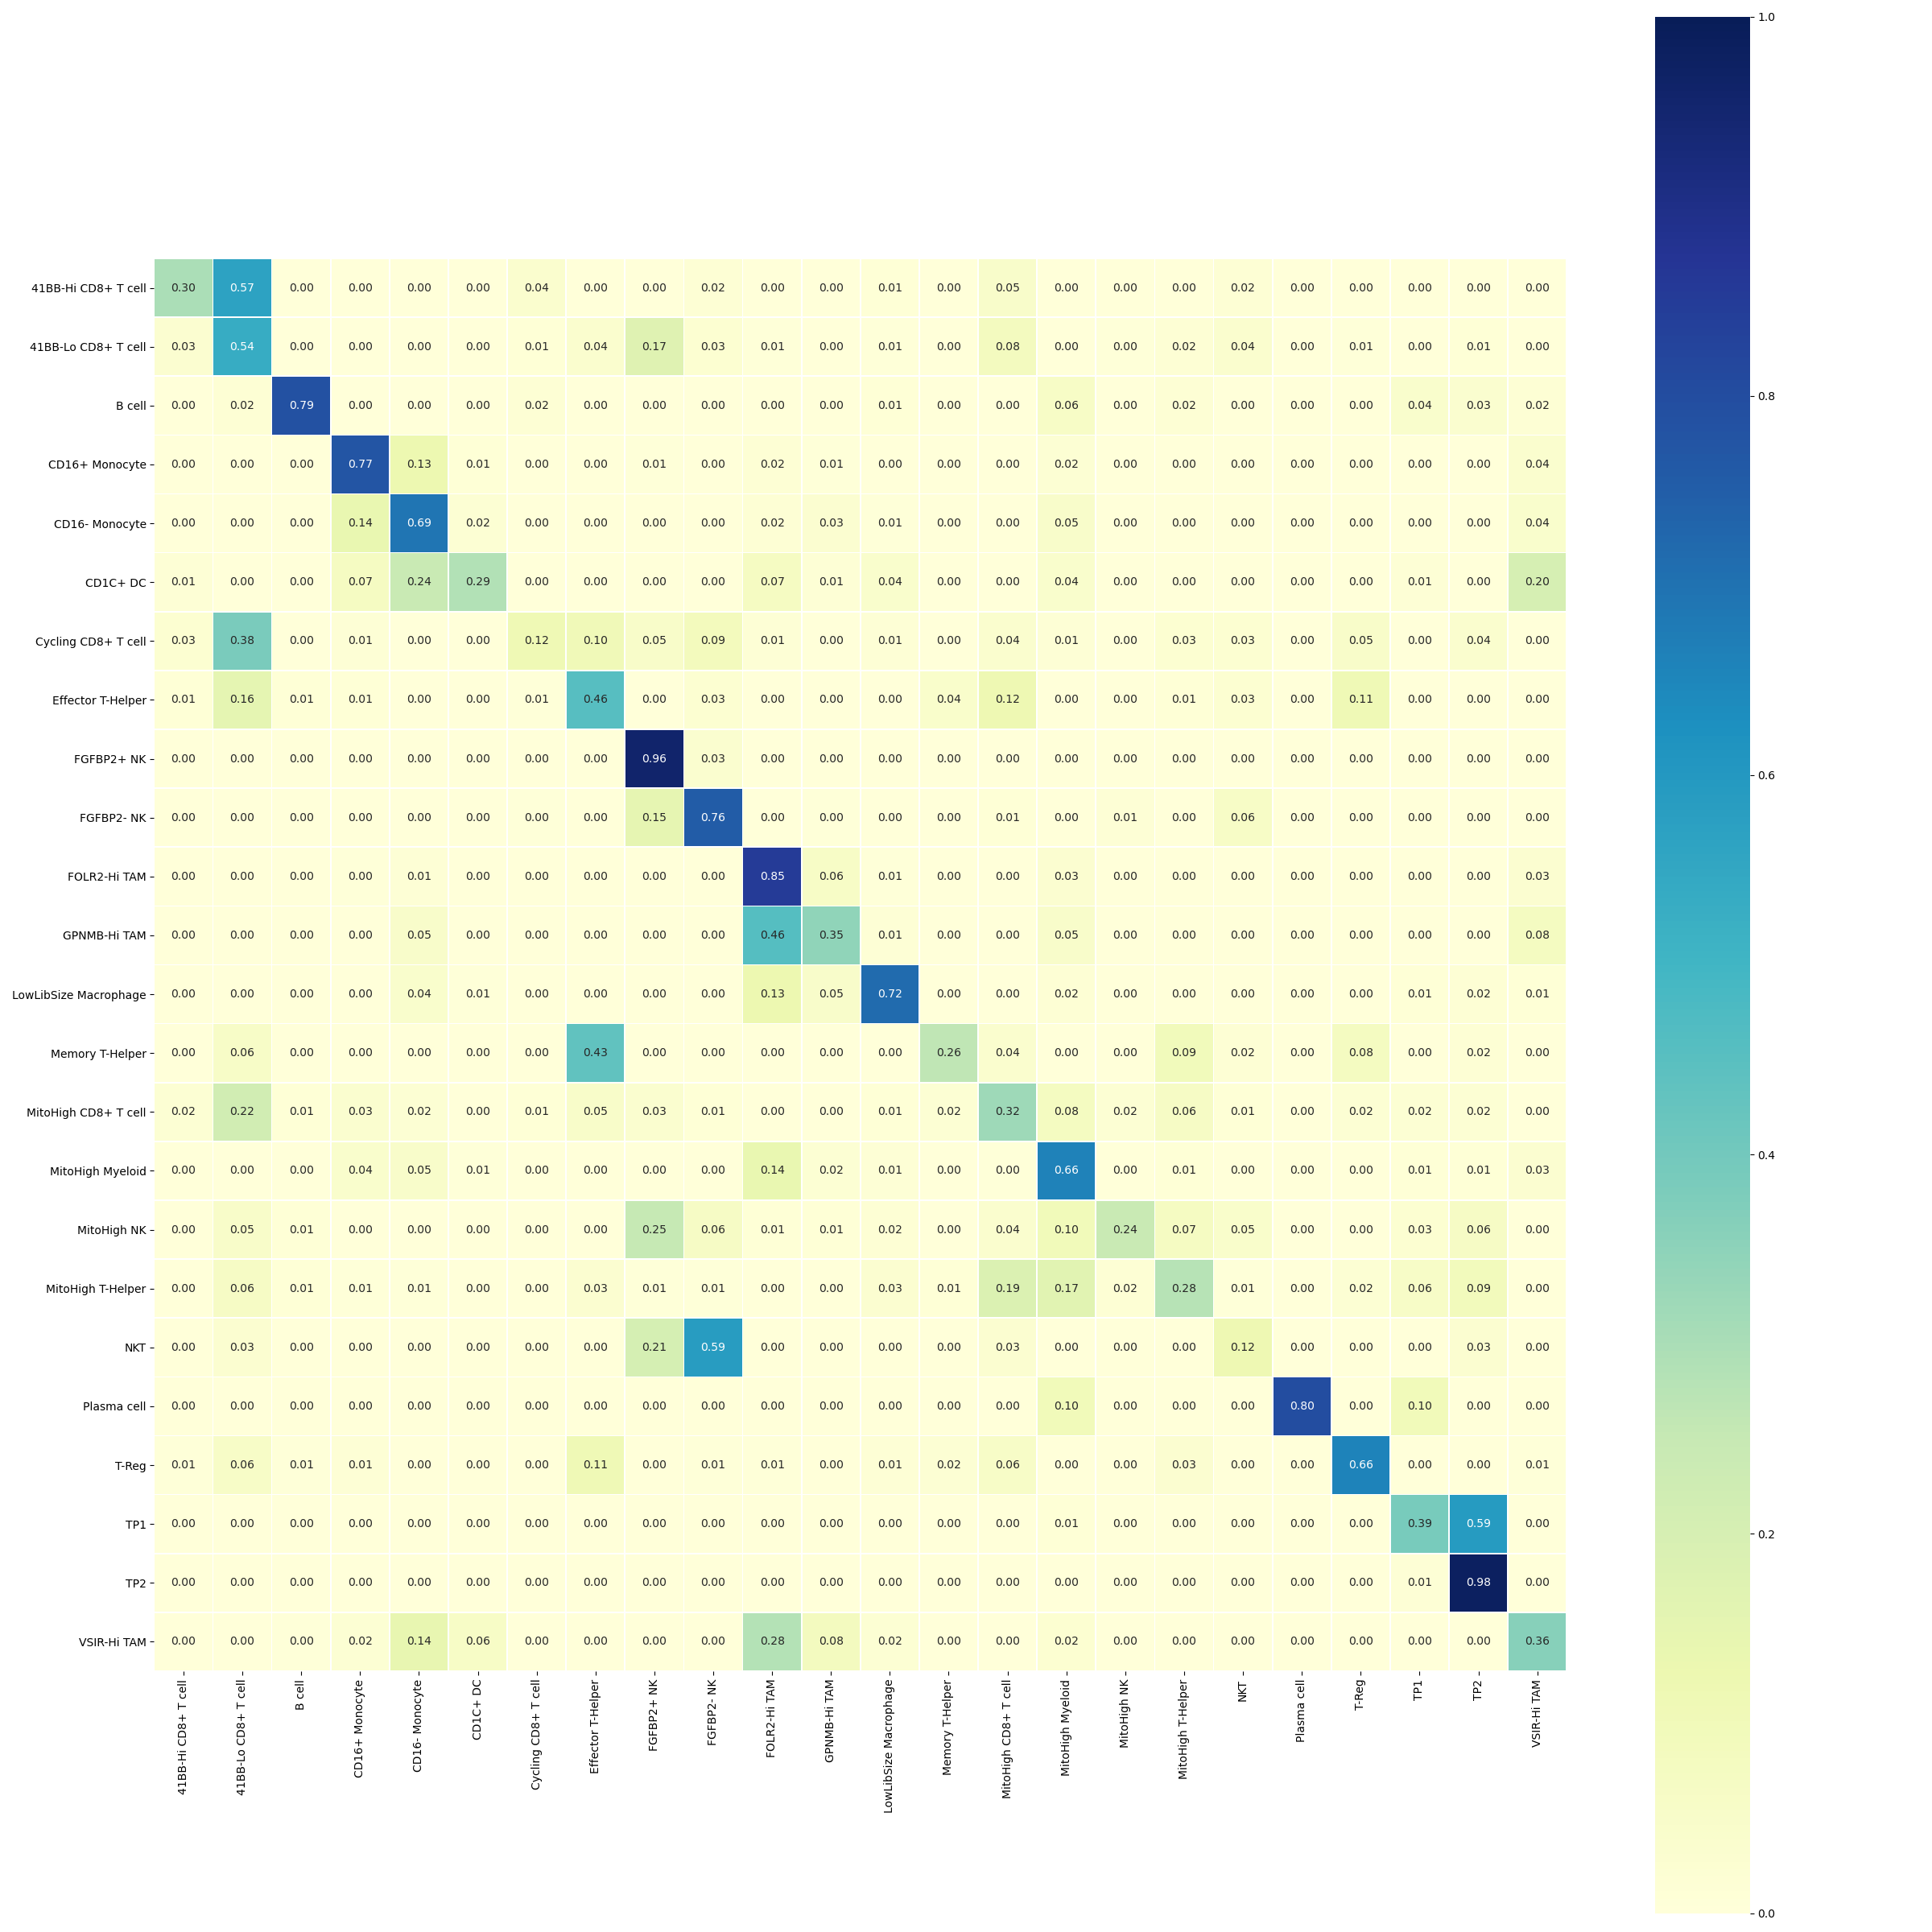 1.0
0.8
0.6
0.4
0.2
0.0
41BB-Hi CD8+ T cell 0.30 0.57 0.00 0.00 0.00 0.00 0.04 0.00 0.00 0.02 0.00 0.00 0.01 0.00 0.05 0.00 0.00 0.00 0.02 0.00 0.00 0.00 0.00 0.00
41BB-Lo CD8+ T cell 0.03 0.54 0.00 0.00 0.00 0.00 0.01 0.04 0.17 0.03 0.01 0.00 0.01 0.00 0.08 0.00 0.00 0.02 0.04 0.00 0.01 0.00 0.01 0.00
B cell 0.00 0.02 0.79 0.00 0.00 0.00 0.02 0.00 0.00 0.00 0.00 0.00 0.01 0.00 0.00 0.06 0.00 0.02 0.00 0.00 0.00 0.04 0.03 0.02
CD16+ Monocyte 0.00 0.00 0.00 0.77 0.13 0.01 0.00 0.00 0.01 0.00 0.02 0.01 0.00 0.00 0.00 0.02 0.00 0.00 0.00 0.00 0.00 0.00 0.00 0.04
CD16- Monocyte 0.00 0.00 0.00 0.14 0.69 0.02 0.00 0.00 0.00 0.00 0.02 0.03 0.01 0.00 0.00 0.05 0.00 0.00 0.00 0.00 0.00 0.00 0.00 0.04
CD1C+ DC 0.01 0.00 0.00 0.07 0.24 0.29 0.00 0.00 0.00 0.00 0.07 0.01 0.04 0.00 0.00 0.04 0.00 0.00 0.00 0.00 0.00 0.01 0.00 0.20
Cycling CD8+ T cell 0.03 0.38 0.00 0.01 0.00 0.00 0.12 0.10 0.05 0.09 0.01 0.00 0.01 0.00 0.04 0.01 0.00 0.03 0.03 0.00 0.05 0.00 0.04 0.00
Effector T-Helper 0.01 0.16 0.01 0.01 0.00 0.00 0.01 0.46 0.00 0.03 0.00 0.00 0.00 0.04 0.12 0.00 0.00 0.01 0.03 0.00 0.11 0.00 0.00 0.00
FGFBP2+ NK 0.00 0.00 0.00 0.00 0.00 0.00 0.00 0.00 0.96 0.03 0.00 0.00 0.00 0.00 0.00 0.00 0.00 0.00 0.00 0.00 0.00 0.00 0.00 0.00
FGFBP2- NK 0.00 0.00 0.00 0.00 0.00 0.00 0.00 0.00 0.15 0.76 0.00 0.00 0.00 0.00 0.01 0.00 0.01 0.00 0.06 0.00 0.00 0.00 0.00 0.00
FOLR2-Hi TAM 0.00 0.00 0.00 0.00 0.01 0.00 0.00 0.00 0.00 0.00 0.85 0.06 0.01 0.00 0.00 0.03 0.00 0.00 0.00 0.00 0.00 0.00 0.00 0.03
GPNMB-Hi TAM 0.00 0.00 0.00 0.00 0.05 0.00 0.00 0.00 0.00 0.00 0.46 0.35 0.01 0.00 0.00 0.05 0.00 0.00 0.00 0.00 0.00 0.00 0.00 0.08
LowLibSize Macrophage 0.00 0.00 0.00 0.00 0.04 0.01 0.00 0.00 0.00 0.00 0.13 0.05 0.72 0.00 0.00 0.02 0.00 0.00 0.00 0.00 0.00 0.01 0.02 0.01
Memory T-Helper 0.00 0.06 0.00 0.00 0.00 0.00 0.00 0.43 0.00 0.00 0.00 0.00 0.00 0.26 0.04 0.00 0.00 0.09 0.02 0.00 0.08 0.00 0.02 0.00
MitoHigh CD8+ T cell 0.02 0.22 0.01 0.03 0.02 0.00 0.01 0.05 0.03 0.01 0.00 0.00 0.01 0.02 0.32 0.08 0.02 0.06 0.01 0.00 0.02 0.02 0.02 0.00
MitoHigh Myeloid 0.00 0.00 0.00 0.04 0.05 0.01 0.00 0.00 0.00 0.00 0.14 0.02 0.01 0.00 0.00 0.66 0.00 0.01 0.00 0.00 0.00 0.01 0.01 0.03
MitoHigh NK 0.00 0.05 0.01 0.00 0.00 0.00 0.00 0.00 0.25 0.06 0.01 0.01 0.02 0.00 0.04 0.10 0.24 0.07 0.05 0.00 0.00 0.03 0.06 0.00
MitoHigh T-Helper 0.00 0.06 0.01 0.01 0.01 0.00 0.00 0.03 0.01 0.01 0.00 0.00 0.03 0.01 0.19 0.17 0.02 0.28 0.01 0.00 0.02 0.06 0.09 0.00
NKT 0.00 0.03 0.00 0.00 0.00 0.00 0.00 0.00 0.21 0.59 0.00 0.00 0.00 0.00 0.03 0.00 0.00 0.00 0.12 0.00 0.00 0.00 0.03 0.00
Plasma cell 0.00 0.00 0.00 0.00 0.00 0.00 0.00 0.00 0.00 0.00 0.00 0.00 0.00 0.00 0.00 0.10 0.00 0.00 0.00 0.80 0.00 0.10 0.00 0.00
T-Reg 0.01 0.06 0.01 0.01 0.00 0.00 0.00 0.11 0.00 0.01 0.01 0.00 0.01 0.02 0.06 0.00 0.00 0.03 0.00 0.00 0.66 0.00 0.00 0.01
TP1 0.00 0.00 0.00 0.00 0.00 0.00 0.00 0.00 0.00 0.00 0.00 0.00 0.00 0.00 0.00 0.01 0.00 0.00 0.00 0.00 0.00 0.39 0.59 0.00
TP2 0.00 0.00 0.00 0.00 0.00 0.00 0.00 0.00 0.00 0.00 0.00 0.00 0.00 0.00 0.00 0.00 0.00 0.00 0.00 0.00 0.00 0.01 0.98 0.00
VSIR-Hi TAM 0.00 0.00 0.00 0.02 0.14 0.06 0.00 0.00 0.00 0.00 0.28 0.08 0.02 0.00 0.00 0.02 0.00 0.00 0.00 0.00 0.00 0.00 0.00 0.36
41BB-Hi CD8+ T cell
41BB-Lo CD8+ T cell
B cell
CD16+ Monocyte
CD16- Monocyte
CD1C+ DC
Cycling CD8+ T cell
Effector T-Helper
FGFBP2+ NK
FGFBP2- NK
FOLR2-Hi TAM
GPNMB-Hi TAM
LowLibSize Macrophage
Memory T-Helper
MitoHigh CD8+ T cell
MitoHigh Myeloid
MitoHigh NK
MitoHigh T-Helper
NKT
Plasma cell
T-Reg
TP1
TP2
VSIR-Hi TAM